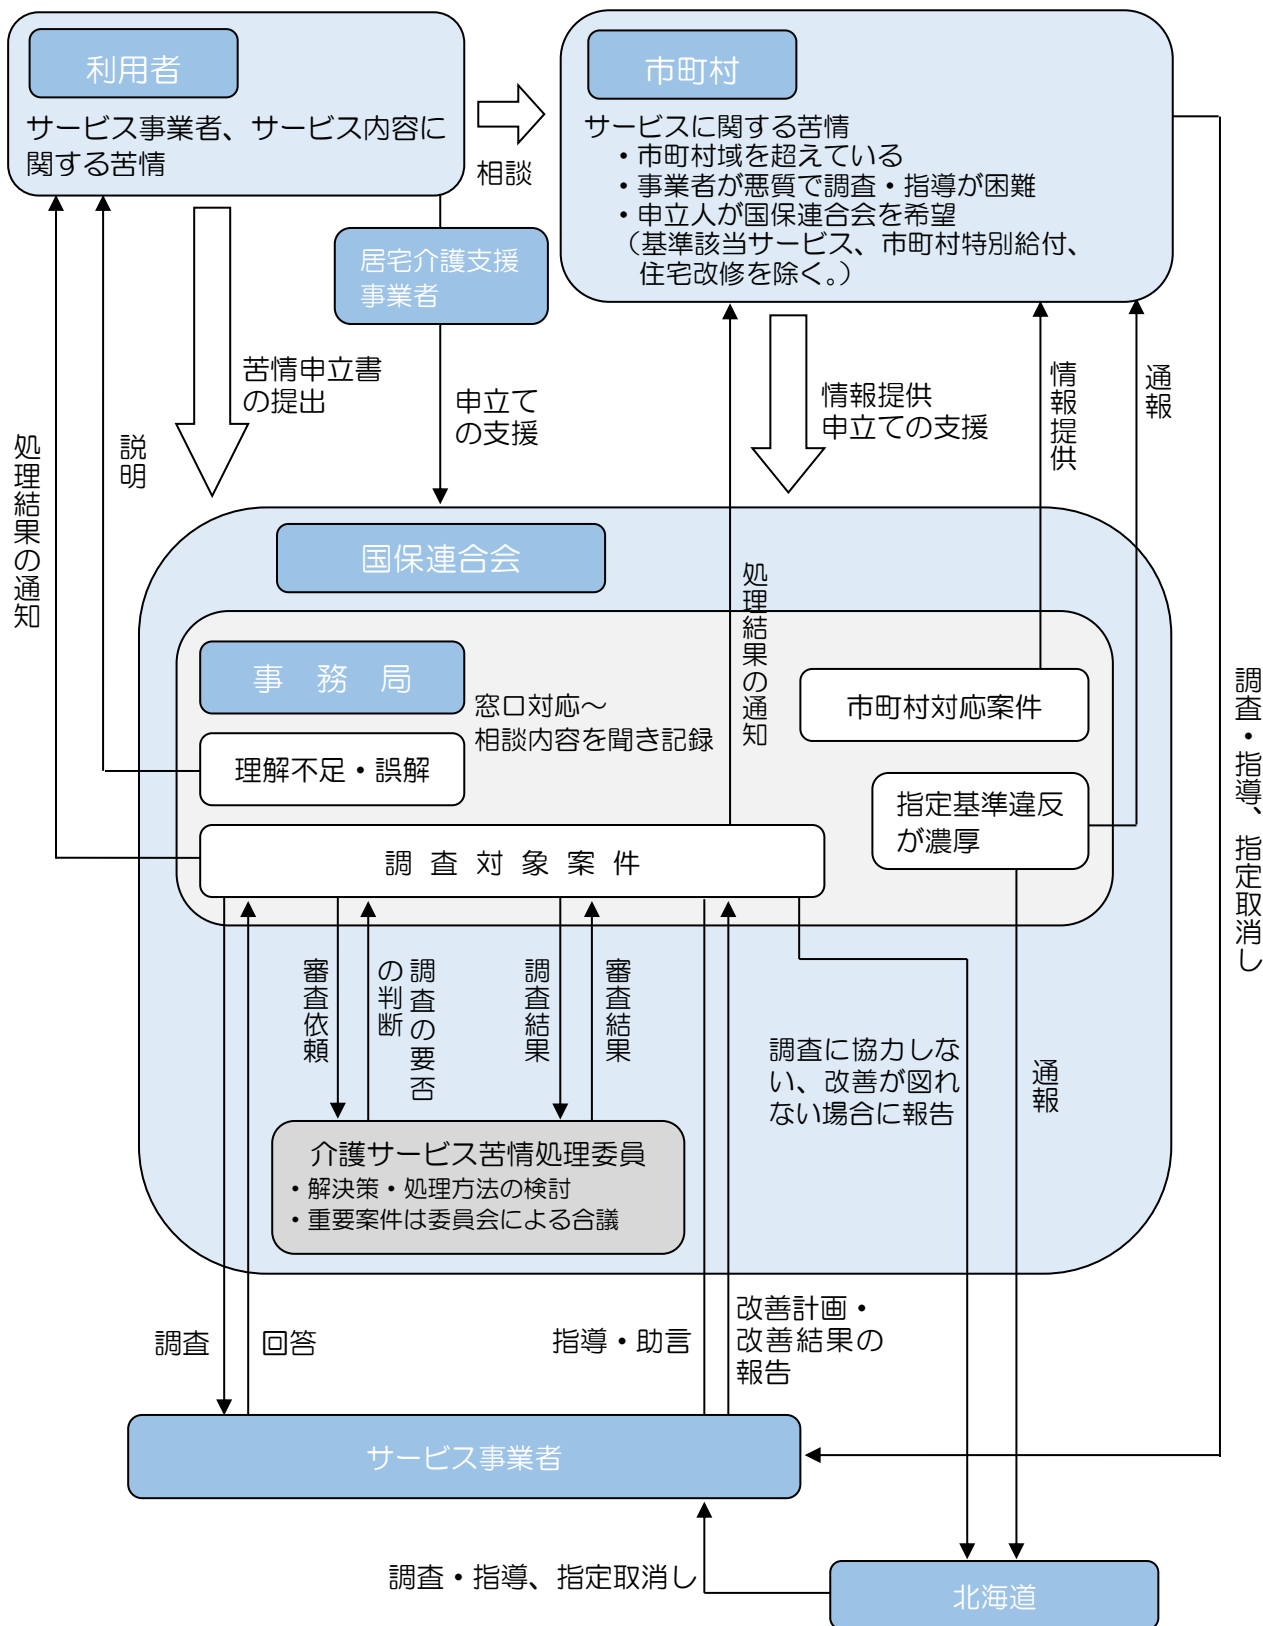 利用者
サービス事業者、サービス内容に
関する苦情
相談
市町村
サービスに関する苦情
・市町村域を超えている
・事業者が悪質で調査・指導が困難
・申立人が国保連合会を希望
（基準該当サービス、市町村特別給付、
住宅改修を除く。）
居宅介護支援
事業者
苦情申立書
の提出
申立て
の支援
情報提供
申立ての支援
情報提供
通報
処理結果の通知
説明
国保連合会
処理結果の通知
事　務　局
窓口対応～
相談内容を聞き記録
市町村対応案件
理解不足・誤解
指定基準違反
が濃厚
調 査 対 象 案 件
調査・指導、指定取消し
審査依頼
調査の要否
の判断
調査結果
審査結果
調査に協力しな
い、改善が図れ
ない場合に報告
通報
介護サービス苦情処理委員
・解決策・処理方法の検討
・重要案件は委員会による合議
調査
回答
指導・助言
改善計画・
改善結果の
報告
サービス事業者
調査・指導、指定取消し
北海道